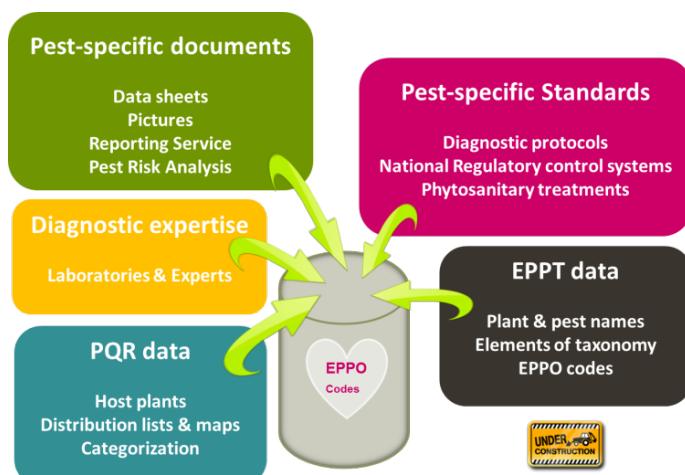 Pest-specific documents
Data sheets
Pictures
Reporting Service
Pest Risk Analysis
Pest-specific Standards
Diagnostic protocols
National Regulatory control systems
Phytosanitary treatments
Diagnostic expertise
Laboratories & Experts
EPPT data
Plant & pest names
Elements of taxonomy
EPPO codes
PQR data
Host plants
Distribution lists & maps
Categorization
EPPO
Codes
UNDER
CONSTRUCTION